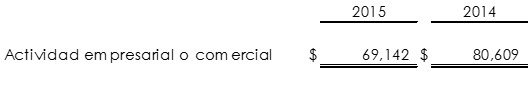 2015 2014
Actividad empresarial o comercial $ 69,142 $ 80,609